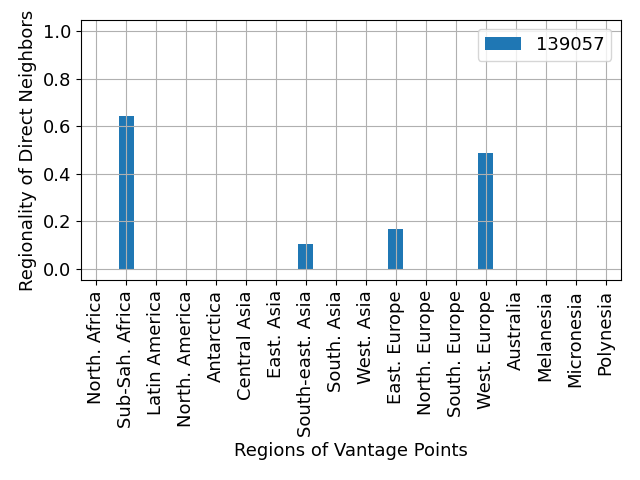 139057
Regionality of Direct Neighbors
1.0
0.8
0.6
0.4
0.2
0.0
North. Africa
Sub-Sah. Africa
Latin America
North. America
Antarctica
Central Asia
East. Asia
South-east. Asia
South. Asia
West. Asia
East. Europe
North. Europe
South. Europe
West. Europe
Australia
Melanesia
Micronesia
Polynesia
Regions of Vantage Points